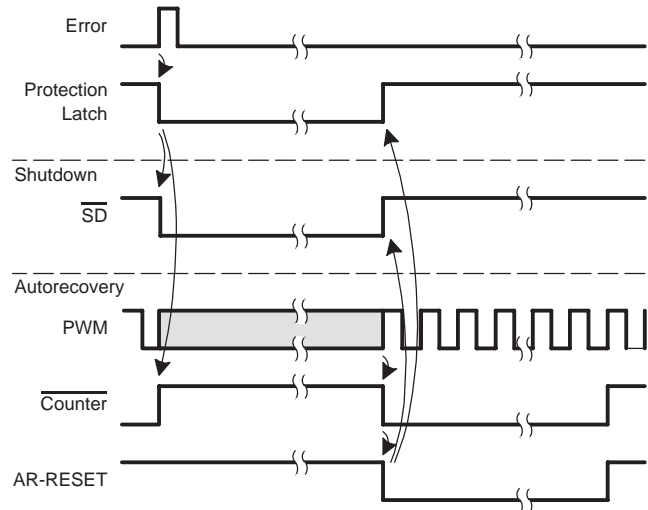 Error
Protection
Latch
Shutdown
SD
Autorecovery
PWM
Counter
AR-RESET